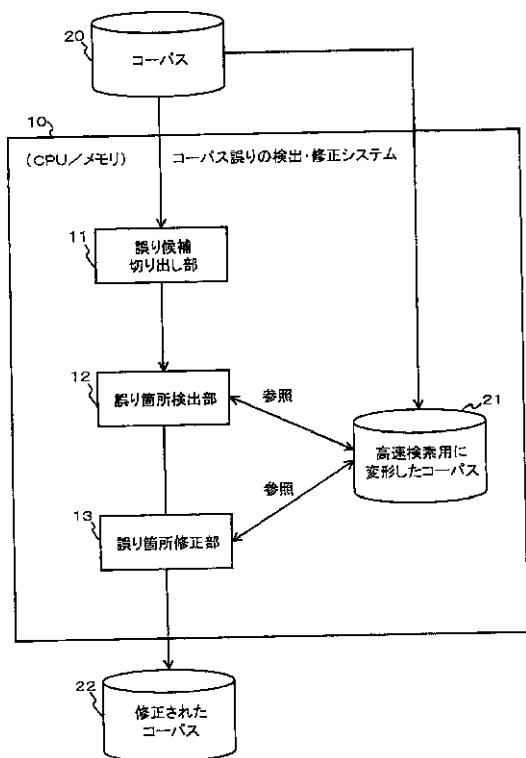 20
コーパス
10
(CPU/メモリ)
コーパス誤りの検出・修正システム
11
誤り候補
切り出し部
12
誤り箇所検出部
参照
21
高速検索用に
変形したコーパス
参照
13
誤り箇所修正部
22
修正された
コーパス